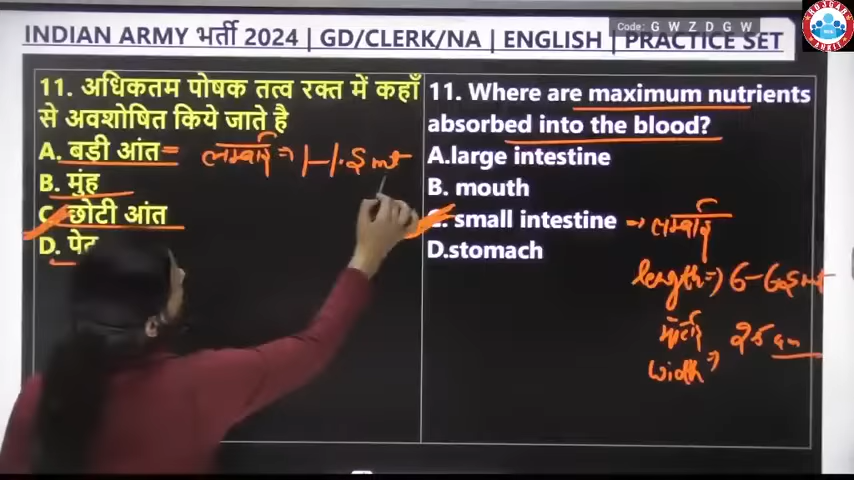 Code: G W Z D G W
INDIAN ARMY भर्ती 2024 | GD/CLERK/NA | ENGLISH | PRACTICE SET
11. अधिकतम पोषक तत्व रक्त में कहाँ
से अवशोषित किये जाते है
A. बड़ी आंत = लम्बाई ⇒ 1-1.5 mt
B. मुंह
C. छोटी आंत
D. पेट
11. Where are maximum nutrients
absorbed into the blood?
A.large intestine
B. mouth
C. small intestine → लम्बाई
D.stomach
length ⇒ 6-6.5 mt
width ⇒